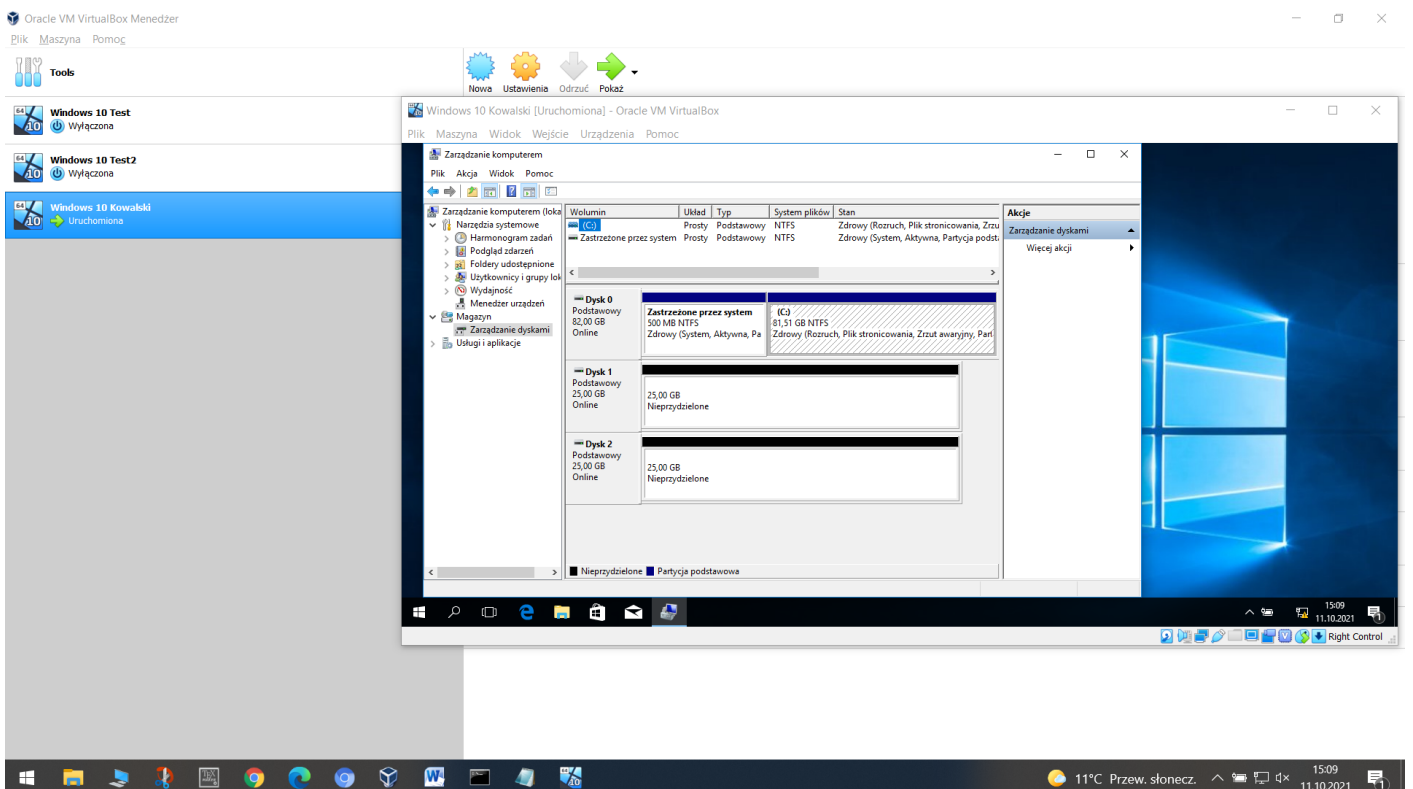 Oracle VM VirtualBox Menedżer
Plik Maszyna Pomoc
Tools
Nowa Ustawienia Odrzuć Pokaż
64
10
Windows 10 Test
Wyłączona
64
10
Windows 10 Test2
Wyłączona
64
10
Windows 10 Kowalski
Uruchomiona
Windows 10 Kowalski [Uruchomiona] - Oracle VM VirtualBox
Plik Maszyna Widok Wejście Urządzenia Pomoc
Zarządzanie komputerem
Plik Akcja Widok Pomoc
Zarządzanie komputerem (loka
Narzędzia systemowe
Harmonogram zadań
Podgląd zdarzeń
Foldery udostępnione
Użytkownicy i grupy lok
Wydajność
Menedżer urządzeń
Magazyn
Zarządzanie dyskami
Usługi i aplikacje
Wolumin Układ Typ System plików Stan
(C:) Prosty Podstawowy NTFS Zdrowy (Rozruch, Plik stronicowania, Zrzu
Zastrzeżone przez system Prosty Podstawowy NTFS Zdrowy (System, Aktywna, Partycja podsta
Dysk 0
Podstawowy
82,00 GB
Online
Zastrzeżone przez system
500 MB NTFS
Zdrowy (System, Aktywna, Pa
(C:)
81,51 GB NTFS
Zdrowy (Rozruch, Plik stronicowania, Zrzut awaryjny, Part
Dysk 1
Podstawowy
25,00 GB
Online
25,00 GB
Nieprzydzielone
Dysk 2
Podstawowy
25,00 GB
Online
25,00 GB
Nieprzydzielone
Nieprzydzielone Partycja podstawowa
Akcje
Zarządzanie dyskami
Więcej akcji
15:09
11.10.2021
Right Control
11°C Przew. słonecz.
15:09
11.10.2021